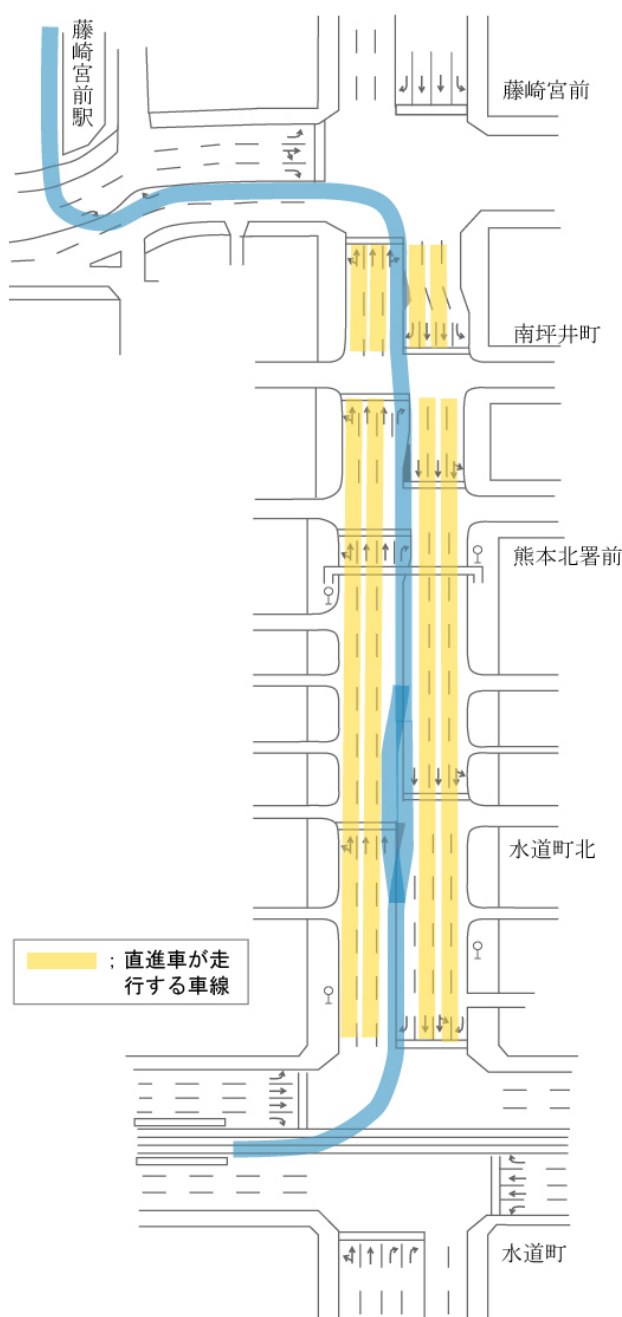 藤崎宮前駅
藤崎宮前
南坪井町
熊本北署前
水道町北
；直進車が走
行する車線
水道町